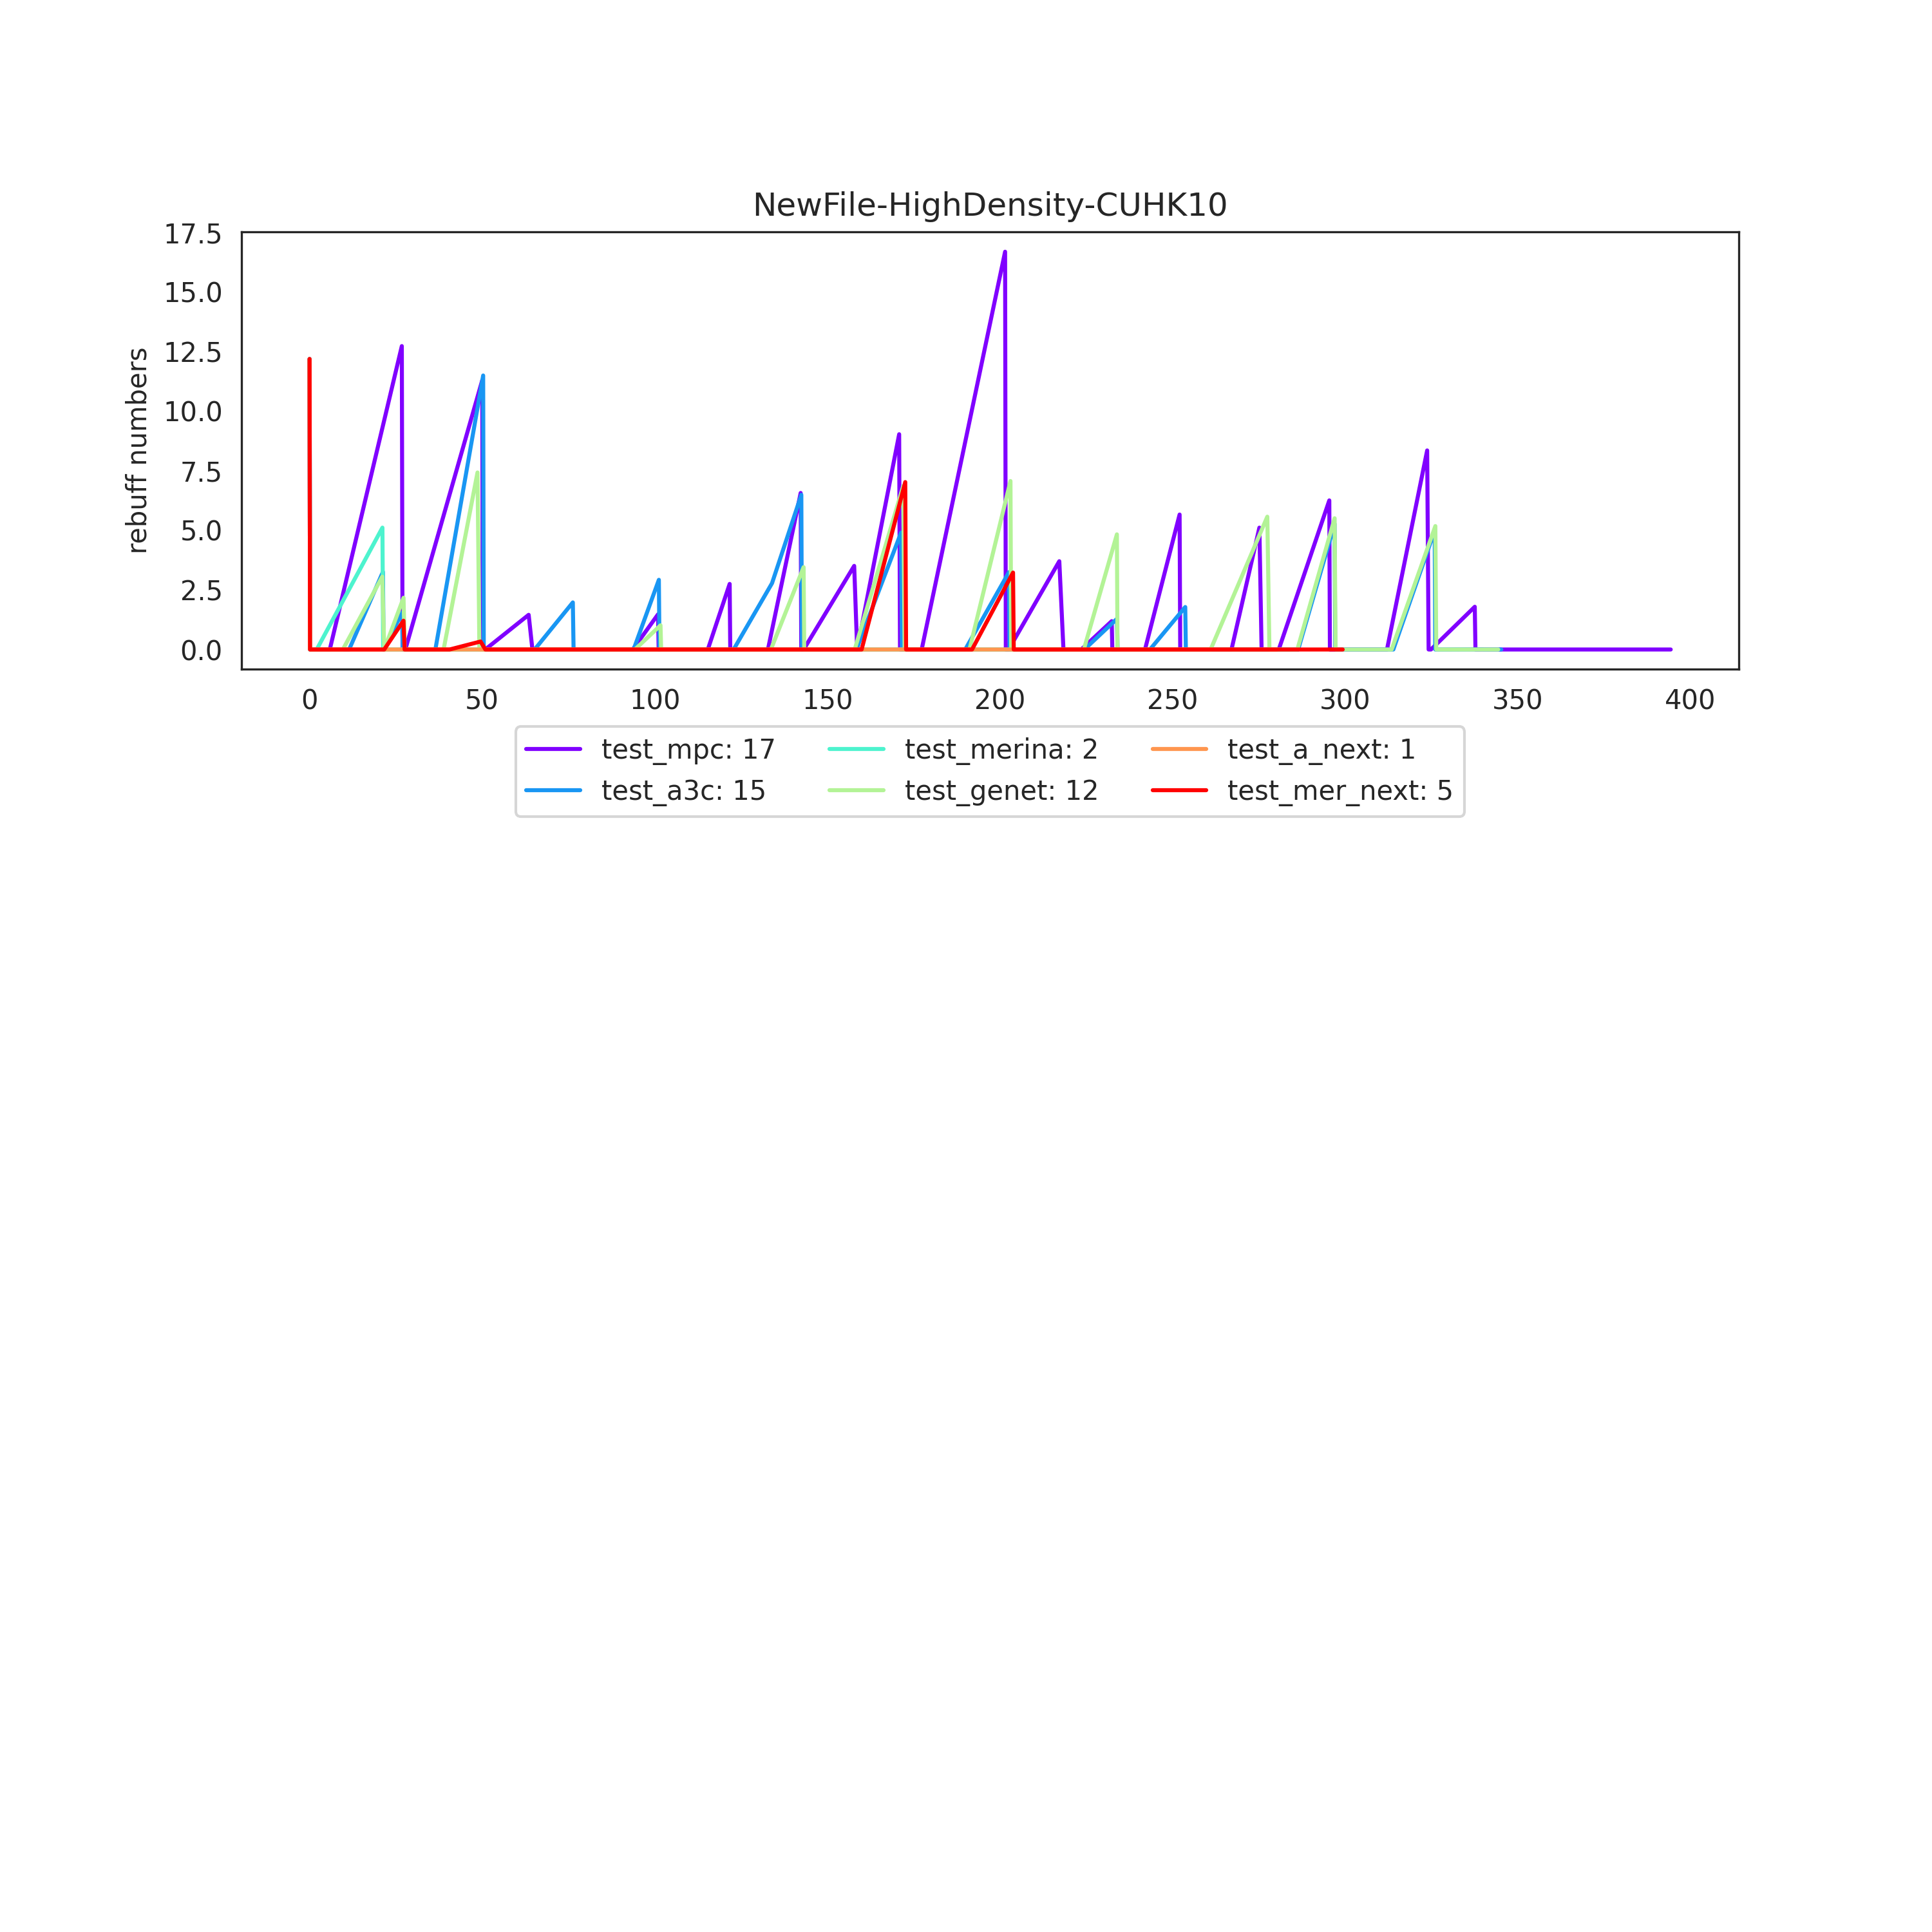 NewFile-HighDensity-CUHK10
17.5
15.0
12.5
10.0
7.5
5.0
2.5
0.0
rebuff numbers
0 50 100 150 200 250 300 350 400
test_mpc: 17 test_merina: 2 test_a_next: 1
test_a3c: 15 test_genet: 12 test_mer_next: 5